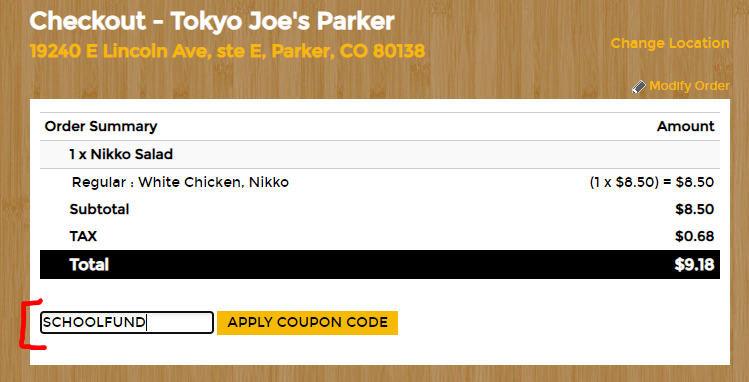 Checkout - Tokyo Joe's Parker
19240 E Lincoln Ave, ste E, Parker, CO 80138
Change Location
Modify Order
Order Summary Amount
1 x Nikko Salad
Regular : White Chicken, Nikko (1 x $8.50) = $8.50
Subtotal $8.50
TAX $0.68
Total $9.18
SCHOOLFUND APPLY COUPON CODE